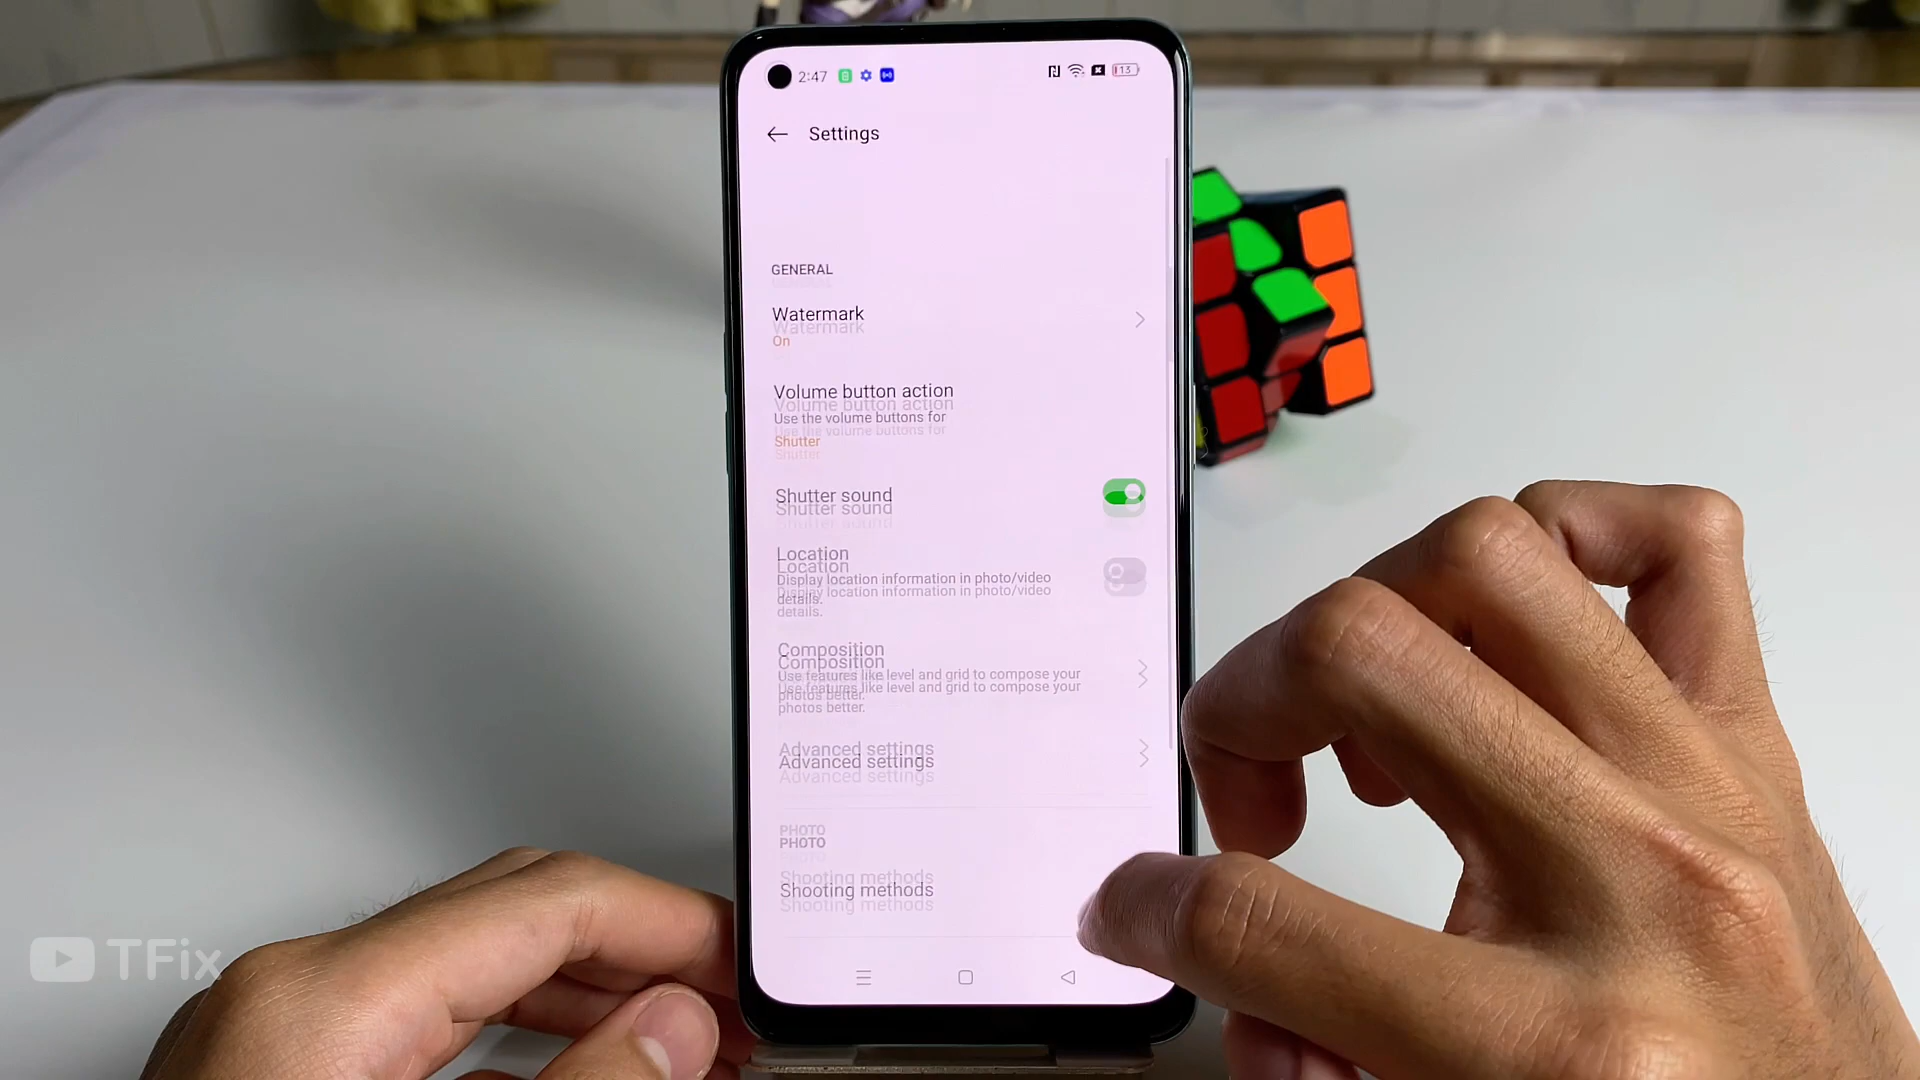 2:47
13
Settings
GENERAL
Watermark
On
Volume button action
Use the volume buttons for
Shutter
Shutter sound
Location
Display location information in photo/video
details.
Composition
Use features like level and grid to compose your
photos better.
Advanced settings
PHOTO
Shooting methods
TFix